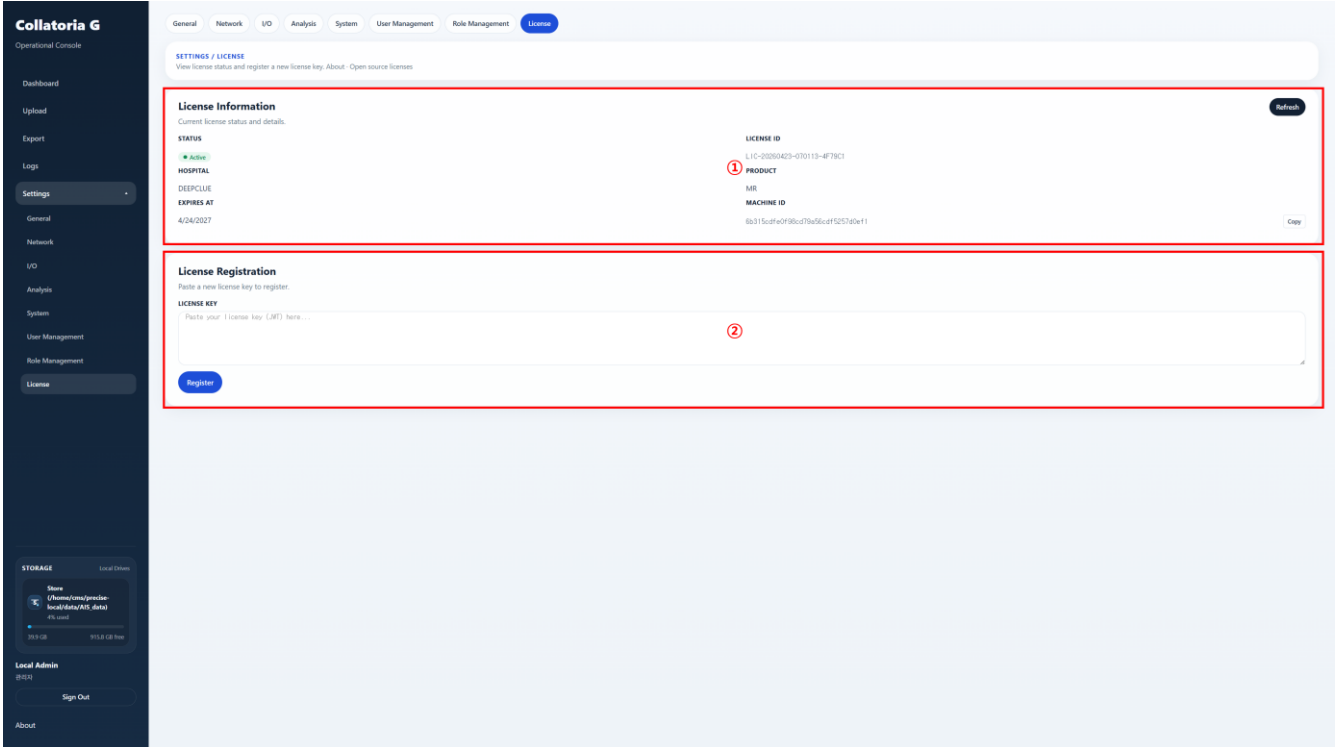 Collatoria G
Operational Console
Dashboard
Upload
Export
Logs
Settings
General
Network
I/O
Analysis
System
User Management
Role Management
License
STORAGE Local Drives
Store
(/home/cms/precise-
local/data/AIS_data)
4% used
39.9 GB 915.8 GB free
Local Admin
관리자
Sign Out
About
General Network I/O Analysis System User Management Role Management License
SETTINGS / LICENSE
View license status and register a new license key. About · Open source licenses
License Information
Refresh
Current license status and details.
STATUS LICENSE ID
Active LIC-20260423-070113-4F78C1
①
HOSPITAL PRODUCT
DEEPCLUE MR
EXPIRES AT MACHINE ID
4/24/2027 Copy
License Registration
Paste a new license key to register.
LICENSE KEY
Paste your license key (JWT) here...
②
Register